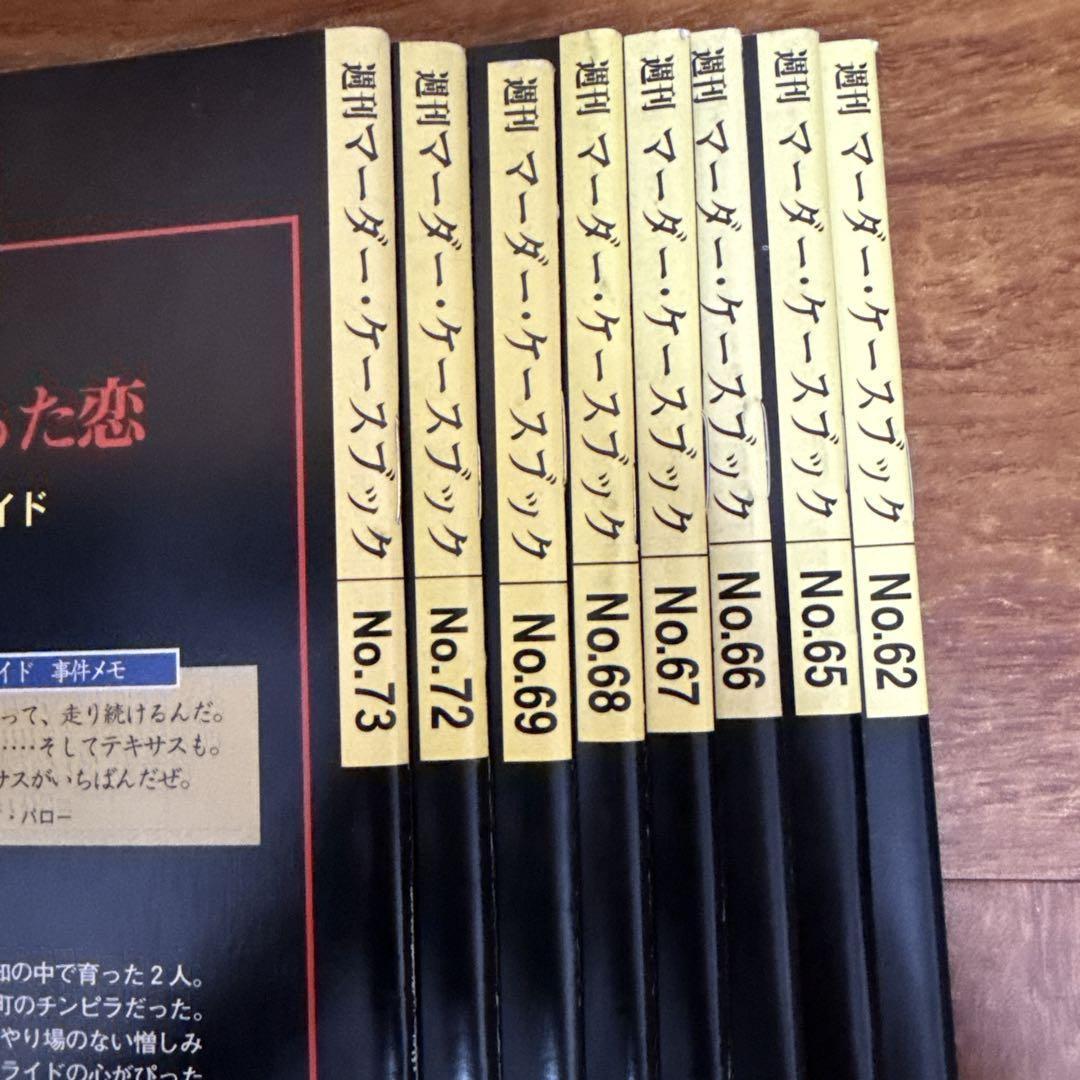 った恋
イド
イド 事件メモ
って、走り続けるんだ。
……そしてテキサスも。
サスがいちばんだぜ。
・バロー
の中で育った2人。
町のチンピラだった。
やり場のない憎しみ
ライドの心がぴった
週刊 マーダー・ケースブック No.73
週刊 マーダー・ケースブック No.72
週刊 マーダー・ケースブック No.69
週刊 マーダー・ケースブック No.68
週刊 マーダー・ケースブック No.67
週刊 マーダー・ケースブック No.66
週刊 マーダー・ケースブック No.65
週刊 マーダー・ケースブック No.62